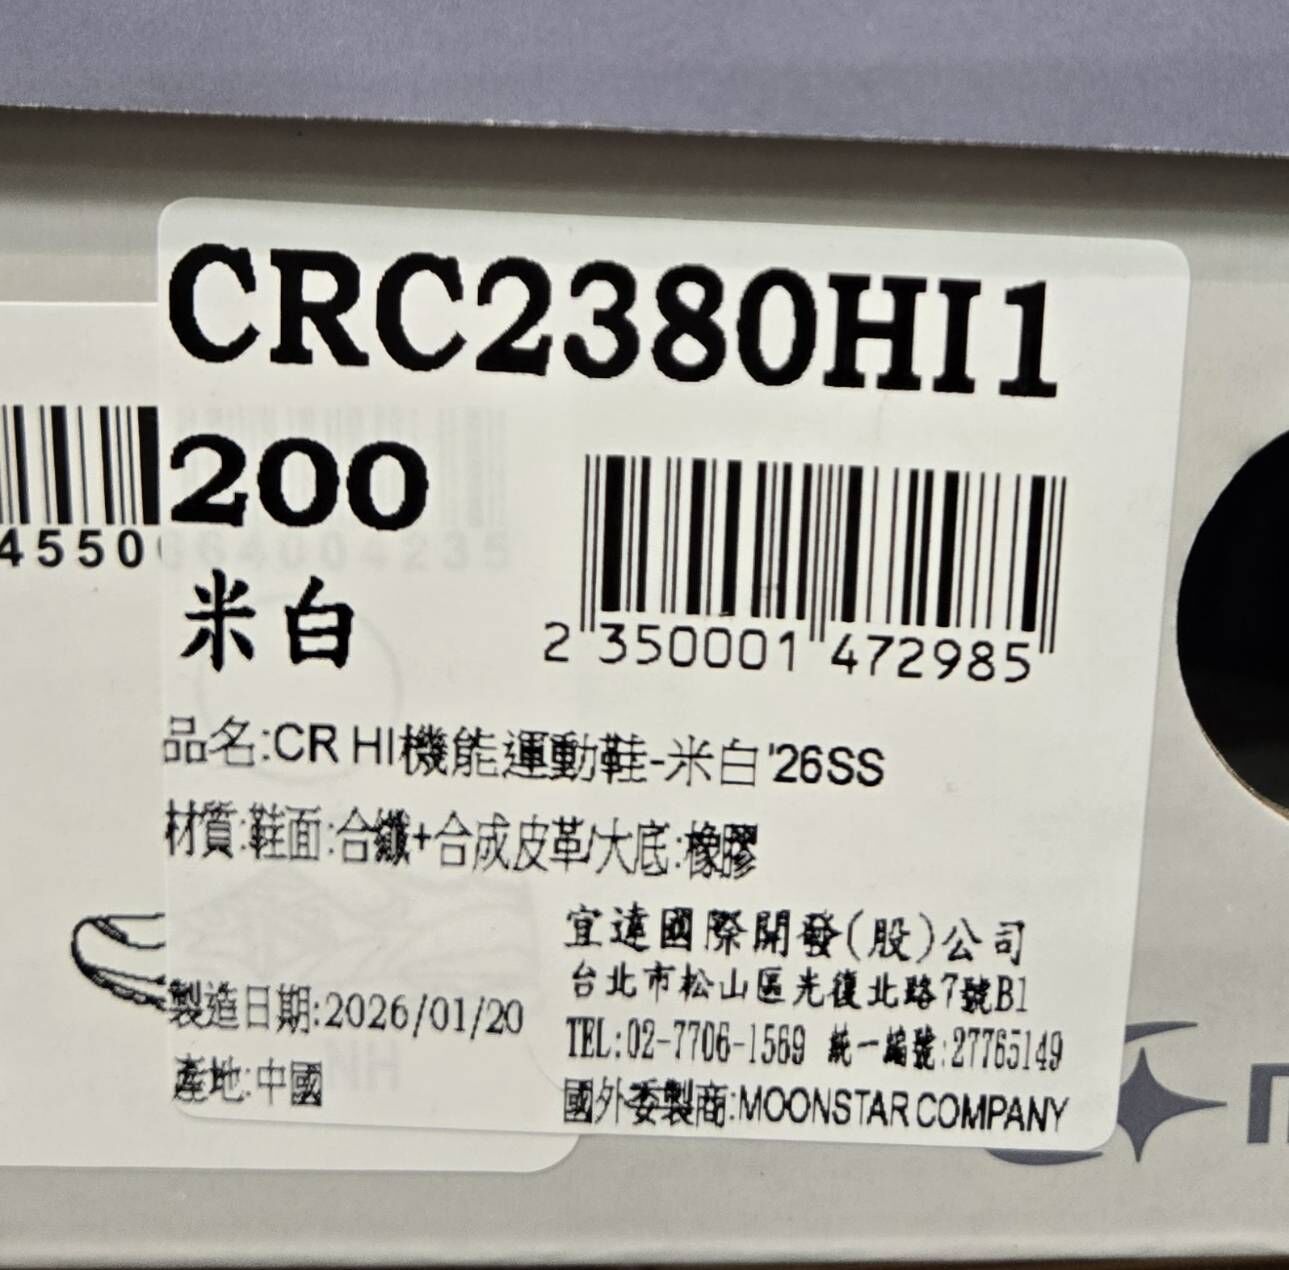 CRC2380HI1
200
米白
4550
2 350001 472985
品名:CR HI機能運動鞋-米白'26SS
材質:鞋面:合纖+合成皮革/大底:橡膠
宜達國際開發(股)公司
台北市松山區光復北路7號B1
製造日期:2026/01/20
TEL:02-7706-1569 統一編號:27765149
產地:中國
國外委製商:MOONSTAR COMPANY